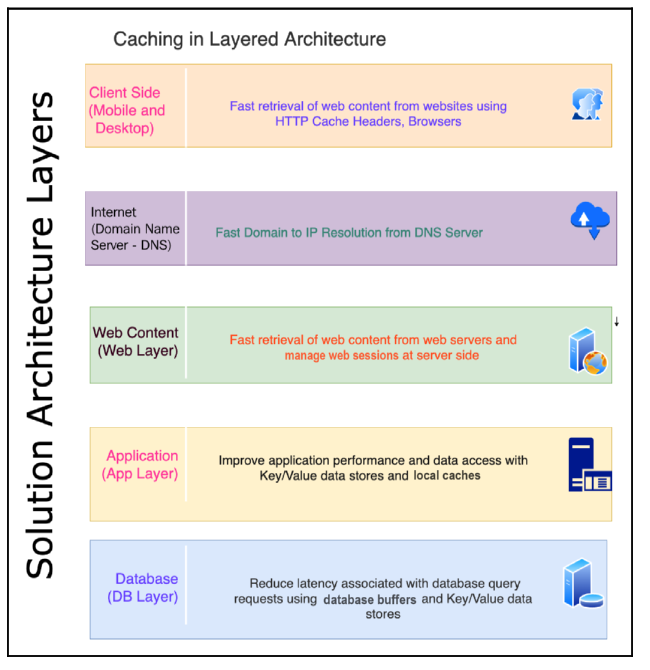 Caching in Layered Architecture
Solution Architecture Layers
Client Side
(Mobile and
Desktop)
Fast retrieval of web content from websites using
HTTP Cache Headers, Browsers
Internet
(Domain Name
Server - DNS)
Fast Domain to IP Resolution from DNS Server
Web Content
(Web Layer)
Fast retrieval of web content from web servers and
manage web sessions at server side
Application
(App Layer)
Improve application performance and data access with
Key/Value data stores and local caches
Database
(DB Layer)
Reduce latency associated with database query
requests using database buffers and Key/Value data
stores